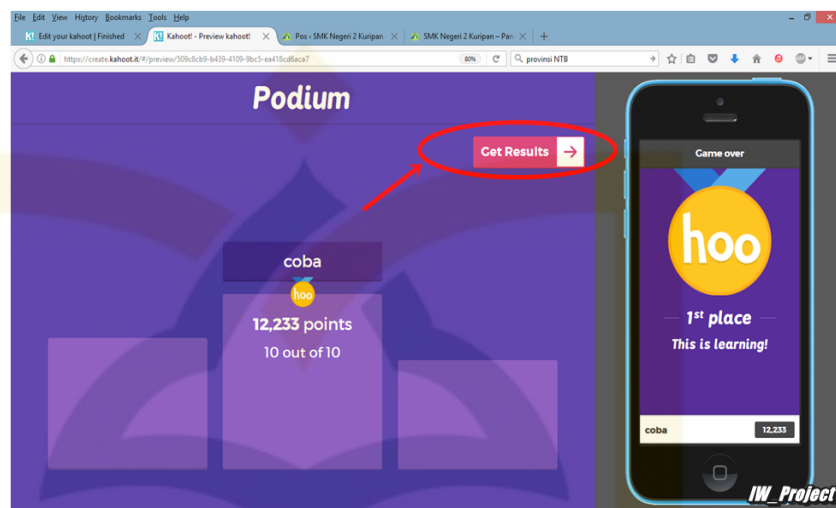 File Edit View History Bookmarks Tools Help
Edit your kahoot | Finished
Kahoot! - Preview kahoot!
Pos ‹ SMK Negeri 2 Kuripan
SMK Negeri 2 Kuripan – Pan
https://create.kahoot.it/#/preview/509c8cb9-b439-4109-9bc5-ea418cd6aca7
80%
provinsi NTB
Podium
Get Results
coba
hoo
12,233 points
10 out of 10
Game over
hoo
1st place
This is learning!
coba 12,233
IW_Project